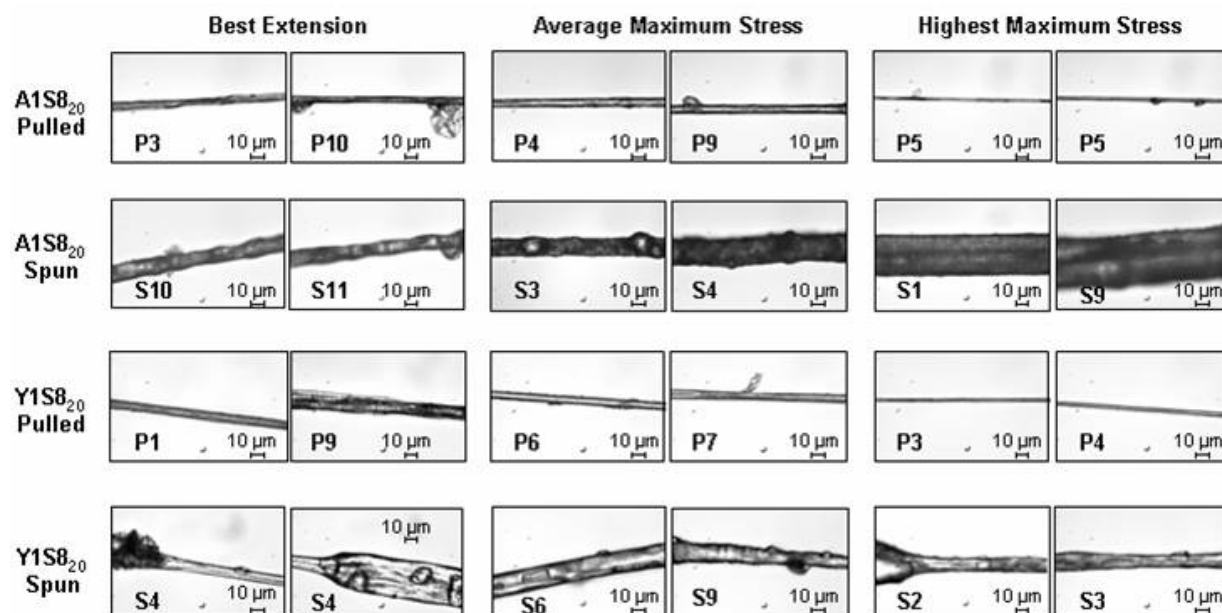 Best Extension Average Maximum Stress Highest Maximum Stress
A1S8₂₀ Pulled
P3 10 µm P10 10 µm P4 10 µm P9 10 µm P5 10 µm P5 10 µm
A1S8₂₀ Spun
S10 10 µm S11 10 µm S3 10 µm S4 10 µm S1 10 µm S9 10 µm
Y1S8₂₀ Pulled
P1 10 µm P9 10 µm P6 10 µm P7 10 µm P3 10 µm P4 10 µm
Y1S8₂₀ Spun
S4 10 µm S4 10 µm S6 10 µm S9 10 µm S2 10 µm S3 10 µm